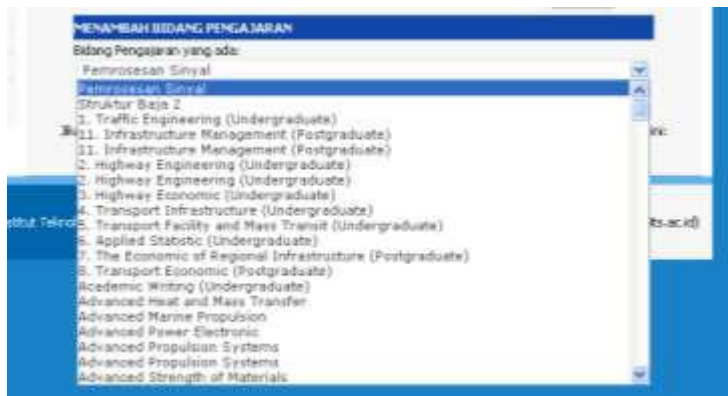 MENAMBAH BIDANG PENGAJARAN
Bidang Pengajaran yang ada:
Pemrosesan Sinyal
Pemrosesan Sinyal
Struktur Baja 2
1. Traffic Engineering (Undergraduate)
11. Infrastructure Management (Postgraduate)
11. Infrastructure Management (Postgraduate)
2. Highway Engineering (Undergraduate)
2. Highway Engineering (Undergraduate)
3. Highway Economic (Undergraduate)
4. Transport Infrastructure (Undergraduate)
5. Transport Facility and Mass Transit (Undergraduate)
6. Applied Statistic (Undergraduate)
7. The Economic of Regional Infrastructure (Postgraduate)
8. Transport Economic (Postgraduate)
Academic Writing (Undergraduate)
Advanced Heat and Mass Transfer
Advanced Marine Propulsion
Advanced Power Electronic
Advanced Propulsion Systems
Advanced Propulsion Systems
Advanced Strength of Materials